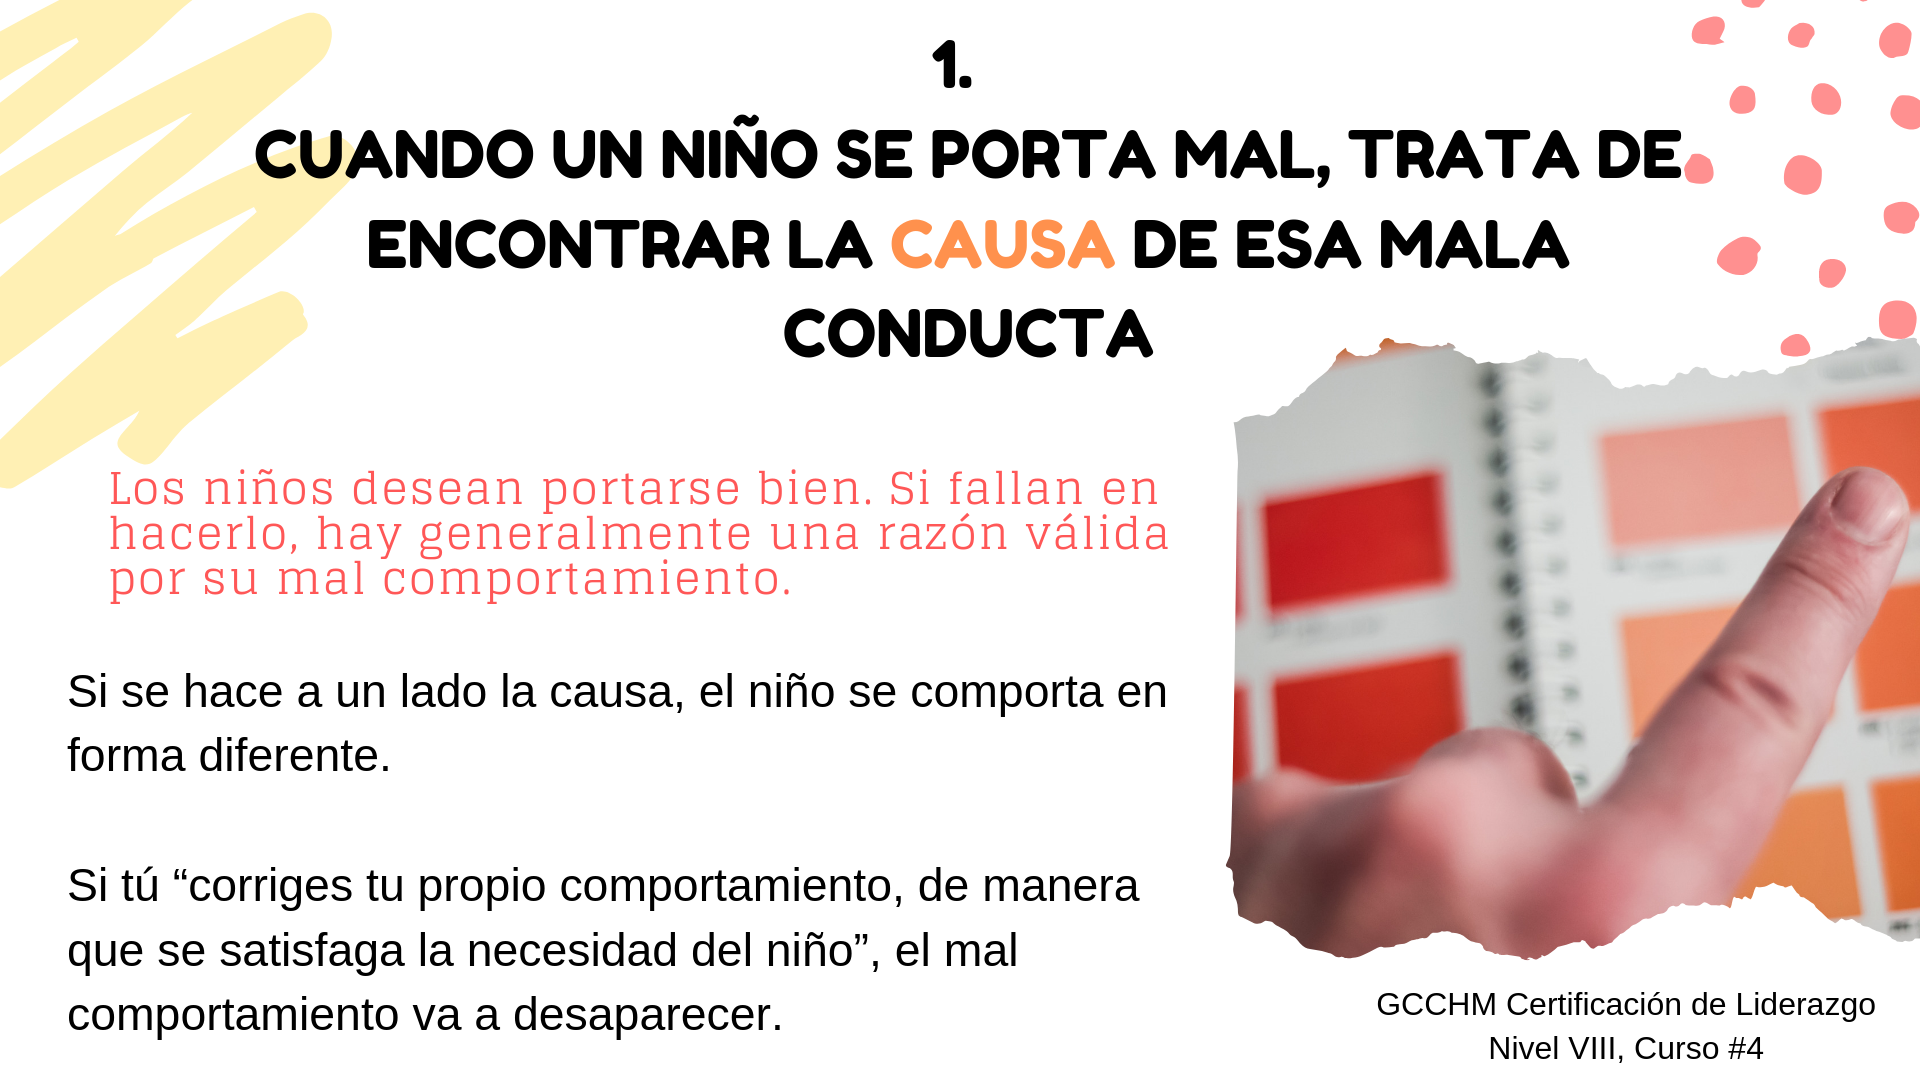 1.
CUANDO UN NIÑO SE PORTA MAL, TRATA DE
ENCONTRAR LA CAUSA DE ESA MALA
CONDUCTA
Los niños desean portarse bien. Si fallan en
hacerlo, hay generalmente una razón válida
por su mal comportamiento.
Si se hace a un lado la causa, el niño se comporta en
forma diferente.
Si tú “corriges tu propio comportamiento, de manera
que se satisfaga la necesidad del niño”, el mal
comportamiento va a desaparecer.
GCCHM Certificación de Liderazgo
Nivel VIII, Curso #4